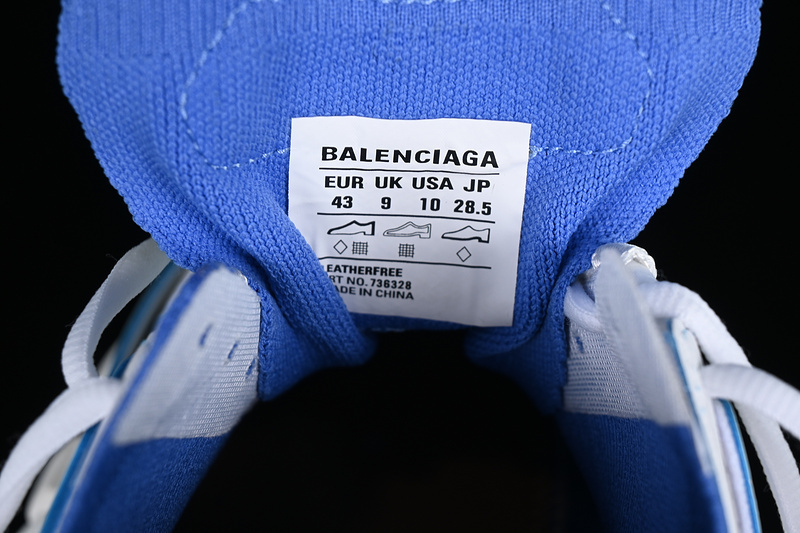 BALENCIAGA
EUR UK USA JP
43 9 10 28.5
EATHERFREE
RT NO. 736328
ADE IN CHINA